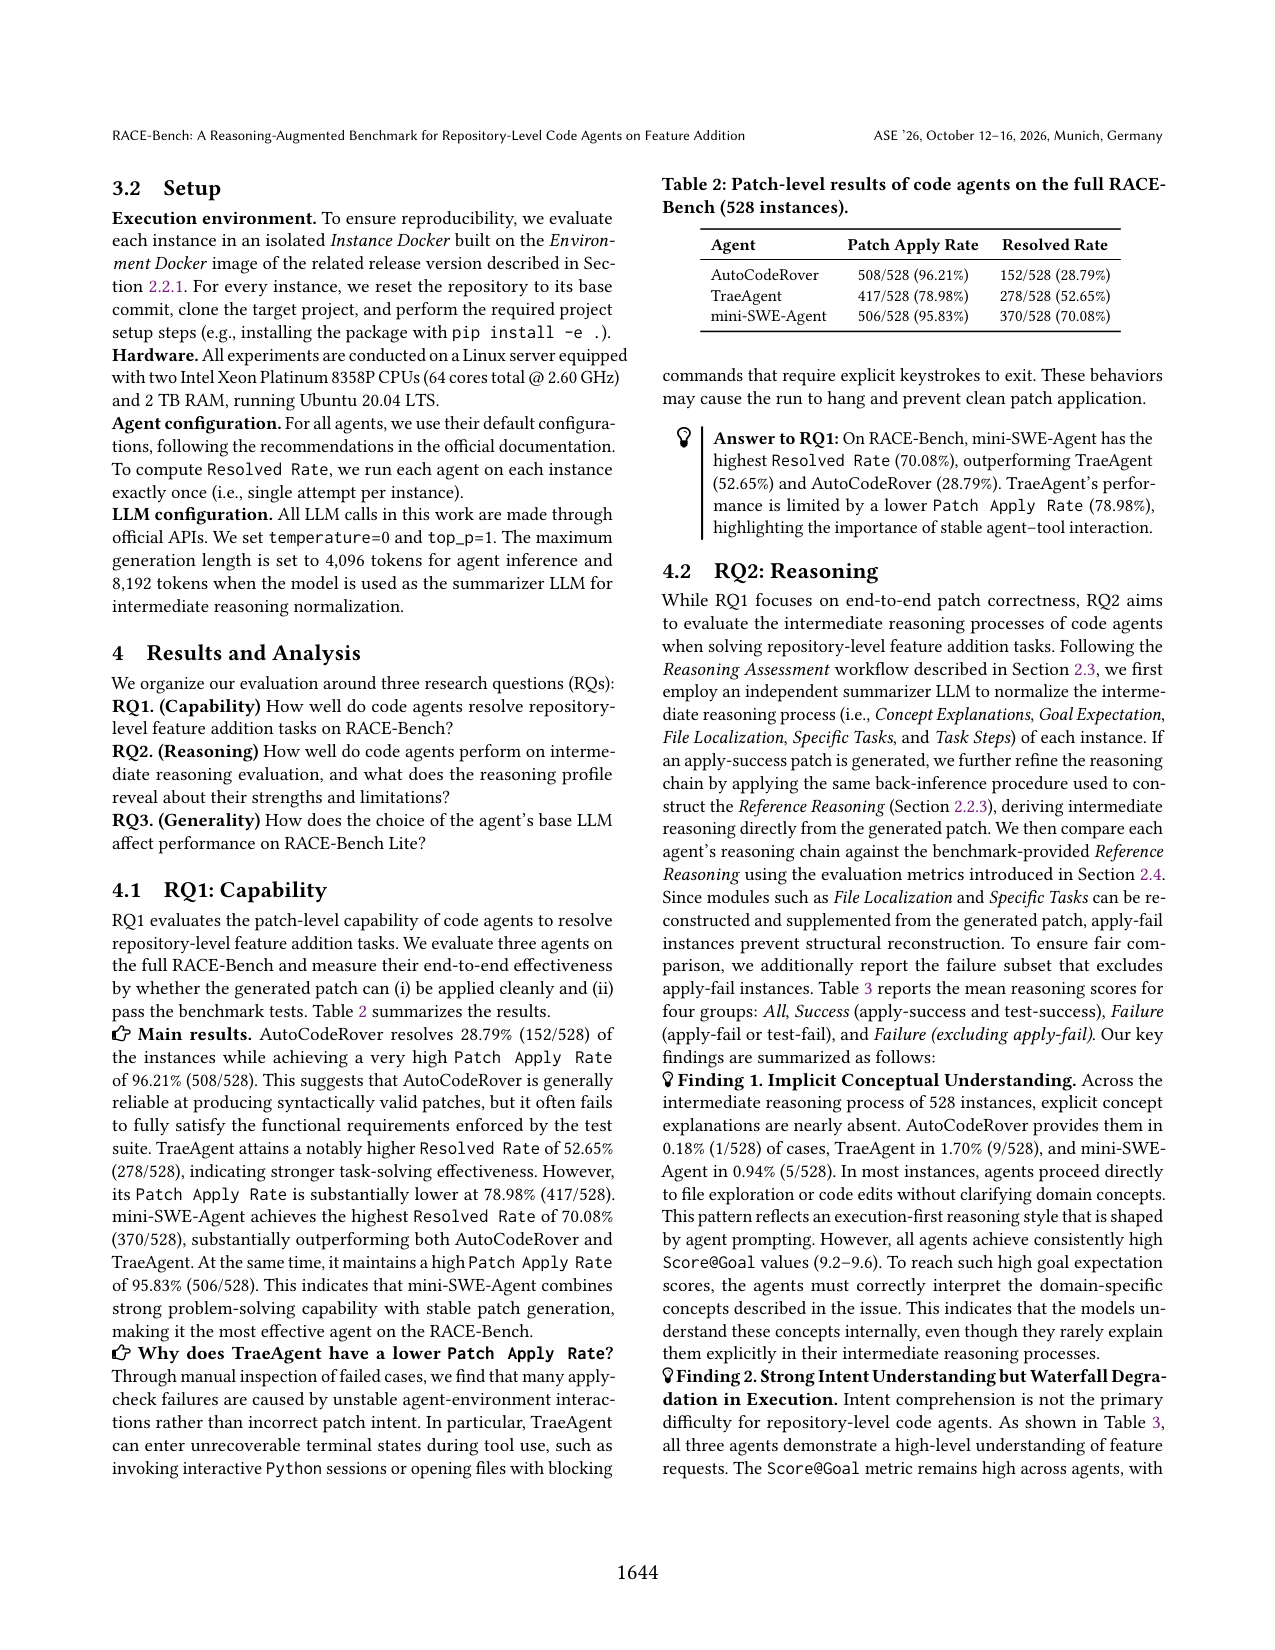 RACE-Bench: A Reasoning-Augmented Benchmark for Repository-Level Code Agents on Feature Addition
ASE '26, October 12–16, 2026, Munich, Germany
3.2 Setup
Execution environment. To ensure reproducibility, we evaluate
each instance in an isolated Instance Docker built on the Environ-
ment Docker image of the related release version described in Sec-
tion 2.2.1. For every instance, we reset the repository to its base
commit, clone the target project, and perform the required project
setup steps (e.g., installing the package with pip install -e .).
Hardware. All experiments are conducted on a Linux server equipped
with two Intel Xeon Platinum 8358P CPUs (64 cores total @ 2.60 GHz)
and 2 TB RAM, running Ubuntu 20.04 LTS.
Agent configuration. For all agents, we use their default configura-
tions, following the recommendations in the official documentation.
To compute Resolved Rate, we run each agent on each instance
exactly once (i.e., single attempt per instance).
LLM configuration. All LLM calls in this work are made through
official APIs. We set temperature=0 and top_p=1. The maximum
generation length is set to 4,096 tokens for agent inference and
8,192 tokens when the model is used as the summarizer LLM for
intermediate reasoning normalization.
4 Results and Analysis
We organize our evaluation around three research questions (RQs):
RQ1. (Capability) How well do code agents resolve repository-
level feature addition tasks on RACE-Bench?
RQ2. (Reasoning) How well do code agents perform on interme-
diate reasoning evaluation, and what does the reasoning profile
reveal about their strengths and limitations?
RQ3. (Generality) How does the choice of the agent's base LLM
affect performance on RACE-Bench Lite?
4.1 RQ1: Capability
RQ1 evaluates the patch-level capability of code agents to resolve
repository-level feature addition tasks. We evaluate three agents on
the full RACE-Bench and measure their end-to-end effectiveness
by whether the generated patch can (i) be applied cleanly and (ii)
pass the benchmark tests. Table 2 summarizes the results.
Main results. AutoCodeRover resolves 28.79% (152/528) of
the instances while achieving a very high Patch Apply Rate
of 96.21% (508/528). This suggests that AutoCodeRover is generally
reliable at producing syntactically valid patches, but it often fails
to fully satisfy the functional requirements enforced by the test
suite. TraeAgent attains a notably higher Resolved Rate of 52.65%
(278/528), indicating stronger task-solving effectiveness. However,
its Patch Apply Rate is substantially lower at 78.98% (417/528).
mini-SWE-Agent achieves the highest Resolved Rate of 70.08%
(370/528), substantially outperforming both AutoCodeRover and
TraeAgent. At the same time, it maintains a high Patch Apply Rate
of 95.83% (506/528). This indicates that mini-SWE-Agent combines
strong problem-solving capability with stable patch generation,
making it the most effective agent on the RACE-Bench.
Why does TraeAgent have a lower Patch Apply Rate?
Through manual inspection of failed cases, we find that many apply-
check failures are caused by unstable agent-environment interac-
tions rather than incorrect patch intent. In particular, TraeAgent
can enter unrecoverable terminal states during tool use, such as
invoking interactive Python sessions or opening files with blocking
Table 2: Patch-level results of code agents on the full RACE-
Bench (528 instances).
Agent Patch Apply Rate Resolved Rate
AutoCodeRover 508/528 (96.21%) 152/528 (28.79%)
TraeAgent 417/528 (78.98%) 278/528 (52.65%)
mini-SWE-Agent 506/528 (95.83%) 370/528 (70.08%)
commands that require explicit keystrokes to exit. These behaviors
may cause the run to hang and prevent clean patch application.
Answer to RQ1: On RACE-Bench, mini-SWE-Agent has the
highest Resolved Rate (70.08%), outperforming TraeAgent
(52.65%) and AutoCodeRover (28.79%). TraeAgent's perfor-
mance is limited by a lower Patch Apply Rate (78.98%),
highlighting the importance of stable agent–tool interaction.
4.2 RQ2: Reasoning
While RQ1 focuses on end-to-end patch correctness, RQ2 aims
to evaluate the intermediate reasoning processes of code agents
when solving repository-level feature addition tasks. Following the
Reasoning Assessment workflow described in Section 2.3, we first
employ an independent summarizer LLM to normalize the interme-
diate reasoning process (i.e., Concept Explanations, Goal Expectation,
File Localization, Specific Tasks, and Task Steps) of each instance. If
an apply-success patch is generated, we further refine the reasoning
chain by applying the same back-inference procedure used to con-
struct the Reference Reasoning (Section 2.2.3), deriving intermediate
reasoning directly from the generated patch. We then compare each
agent's reasoning chain against the benchmark-provided Reference
Reasoning using the evaluation metrics introduced in Section 2.4.
Since modules such as File Localization and Specific Tasks can be re-
constructed and supplemented from the generated patch, apply-fail
instances prevent structural reconstruction. To ensure fair com-
parison, we additionally report the failure subset that excludes
apply-fail instances. Table 3 reports the mean reasoning scores for
four groups: All, Success (apply-success and test-success), Failure
(apply-fail or test-fail), and Failure (excluding apply-fail). Our key
findings are summarized as follows:
Finding 1. Implicit Conceptual Understanding. Across the
intermediate reasoning process of 528 instances, explicit concept
explanations are nearly absent. AutoCodeRover provides them in
0.18% (1/528) of cases, TraeAgent in 1.70% (9/528), and mini-SWE-
Agent in 0.94% (5/528). In most instances, agents proceed directly
to file exploration or code edits without clarifying domain concepts.
This pattern reflects an execution-first reasoning style that is shaped
by agent prompting. However, all agents achieve consistently high
Score@Goal values (9.2–9.6). To reach such high goal expectation
scores, the agents must correctly interpret the domain-specific
concepts described in the issue. This indicates that the models un-
derstand these concepts internally, even though they rarely explain
them explicitly in their intermediate reasoning processes.
Finding 2. Strong Intent Understanding but Waterfall Degra-
dation in Execution. Intent comprehension is not the primary
difficulty for repository-level code agents. As shown in Table 3,
all three agents demonstrate a high-level understanding of feature
requests. The Score@Goal metric remains high across agents, with
1644